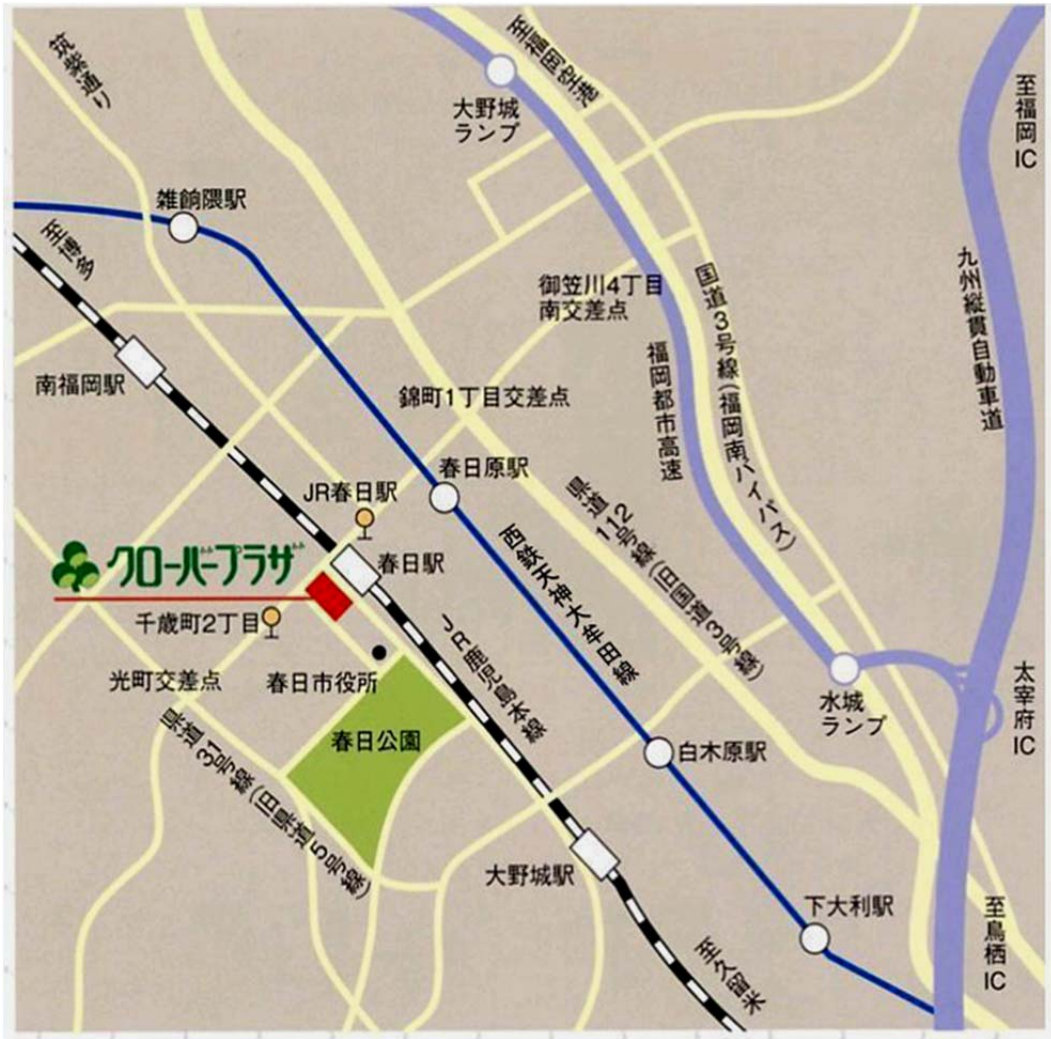 筑紫通り
至福岡空港
大野城
ランプ
至福岡IC
雑餉隈駅
至博多
九州縦貫自動車道
国道3号線(福岡南バイパス)
御笠川4丁目
南交差点
福岡都市高速
南福岡駅
錦町1丁目交差点
春日原駅
JR春日駅
県道112号線(旧国道3号線)
西鉄天神大牟田線
クローバープラザ
春日駅
千歳町2丁目
JR鹿児島本線
光町交差点
春日市役所
太宰府IC
水城
ランプ
県道31号線(旧県道5号線)
春日公園
白木原駅
大野城駅
下大利駅
至鳥栖IC
至久留米